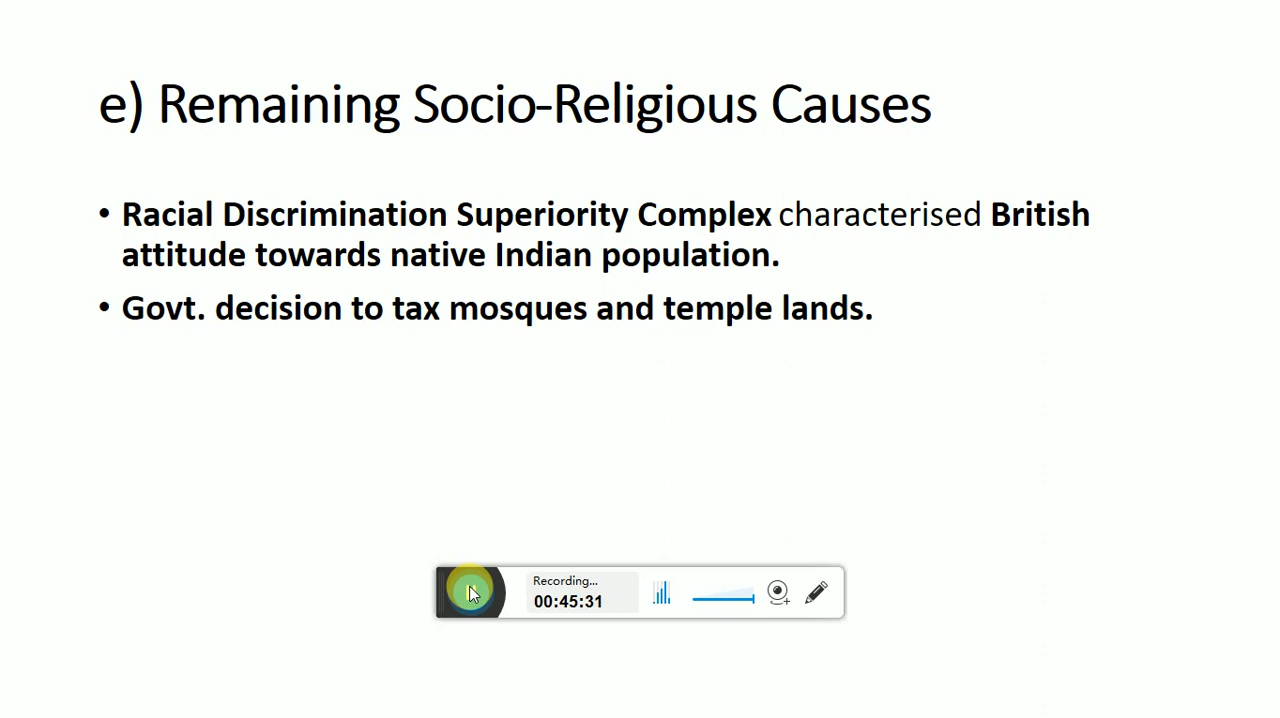 e) Remaining Socio-Religious Causes
• Racial Discrimination Superiority Complex characterised British
attitude towards native Indian population.
• Govt. decision to tax mosques and temple lands.
Recording...
00:45:31